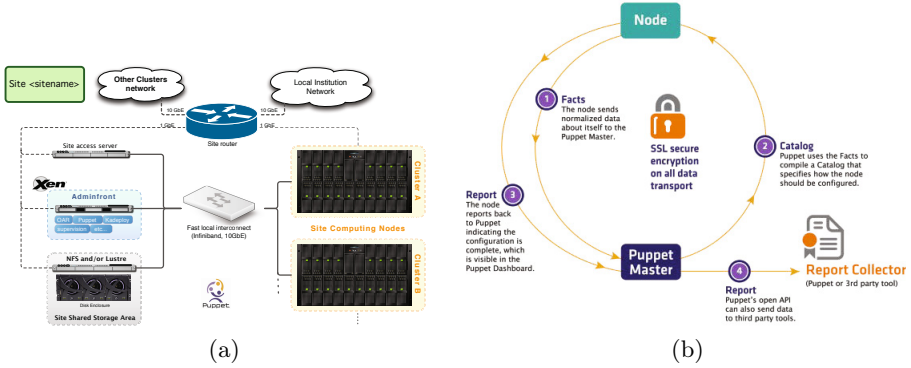 Site <sitename>
Other Clusters
network
Local Institution
Network
10 GbE
10 GbE
1 GbE
1 GbE
Site router
Site access server
Xen
Adminfront
OAR
Puppet
Kadeploy
supervision
etc...
Fast local interconnect
(Infiniband, 10GbE)
Cluster A
Site Computing Nodes
Cluster B
NFS and/or Lustre
Disk Enclosure
Site Shared Storage Area
Puppet
(a)
Node
1
Facts
The node sends
normalized data
about itself to the
Puppet Master.
SSL secure
encryption
on all data
transport
2
Catalog
Puppet uses the Facts to
compile a Catalog that
specifies how the node
should be configured.
3
Report
The node
reports back
to Puppet
indicating the
configuration is
complete, which
is visible in the
Puppet Dashboard.
Puppet
Master
4
Report
Puppet's open API
can also send data
to third party tools.
Report Collector
(Puppet or 3rd party tool)
(b)